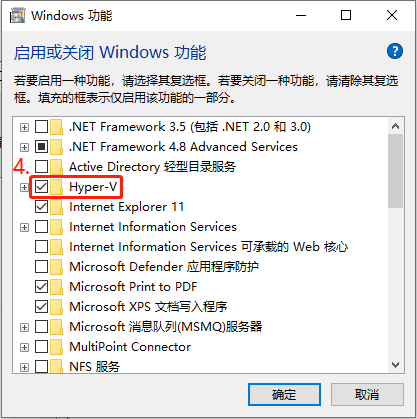 Windows 功能
启用或关闭 Windows 功能
若要启用一种功能，请选择其复选框。若要关闭一种功能，请清除其复选
框。填充的框表示仅启用该功能的一部分。
.NET Framework 3.5 (包括 .NET 2.0 和 3.0)
.NET Framework 4.8 Advanced Services
Active Directory 轻型目录服务
4.
Hyper-V
Internet Explorer 11
Internet Information Services
Internet Information Services 可承载的 Web 核心
Microsoft Defender 应用程序防护
Microsoft Print to PDF
Microsoft XPS 文档写入程序
Microsoft 消息队列(MSMQ)服务器
MultiPoint Connector
NFS 服务
确定
取消